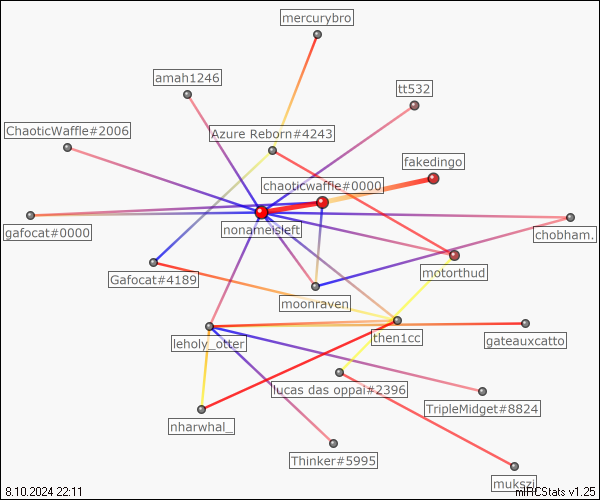 mercurybro
amah1246
tt532
ChaoticWaffle#2006
Azure Reborn#4243
fakedingo
chaoticwaffle#0000
gafocat#0000
nonameisleft
chobham.
Gafocat#4189
motorthud
moonraven
leholy_otter
then1cc
gateauxcatto
lucas das oppai#2396
TripleMidget#8824
nharwhal_
Thinker#5995
mukszi
8.10.2024 22:11
mIRCStats v1.25